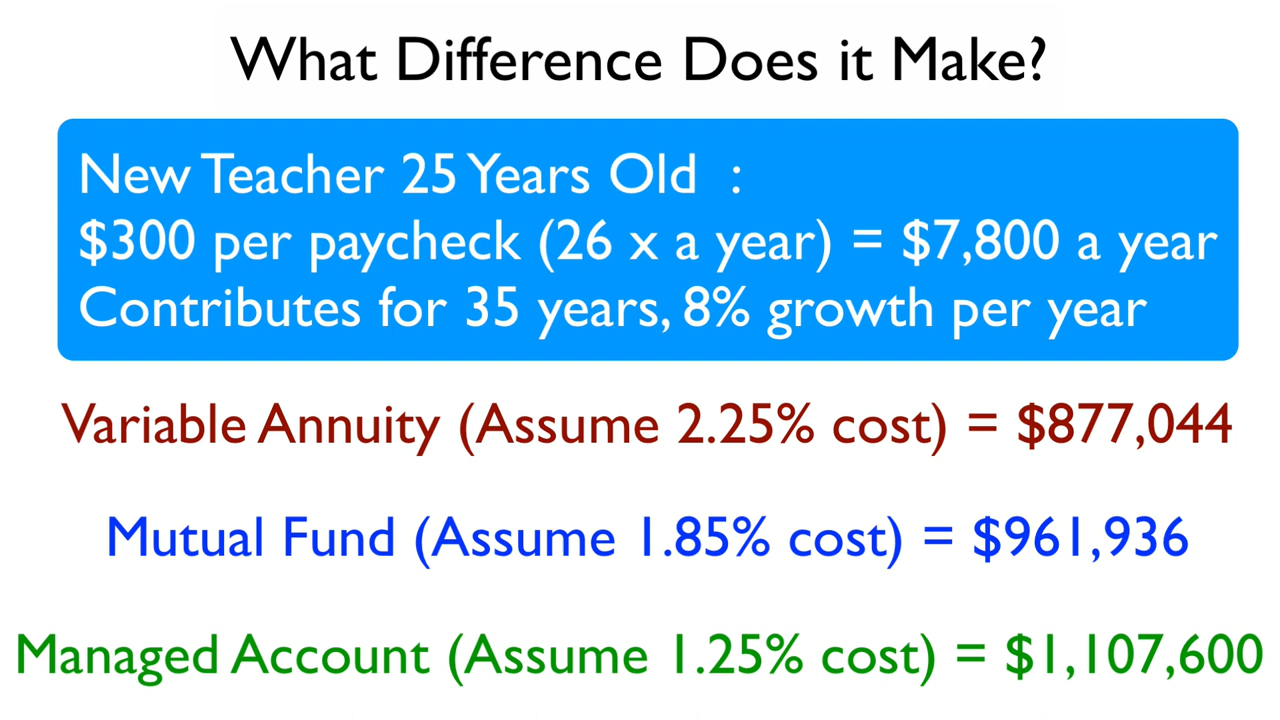 What Difference Does it Make?
New Teacher 25 Years Old :
$300 per paycheck (26 x a year) = $7,800 a year
Contributes for 35 years, 8% growth per year
Variable Annuity (Assume 2.25% cost) = $877,044
Mutual Fund (Assume 1.85% cost) = $961,936
Managed Account (Assume 1.25% cost) = $1,107,600